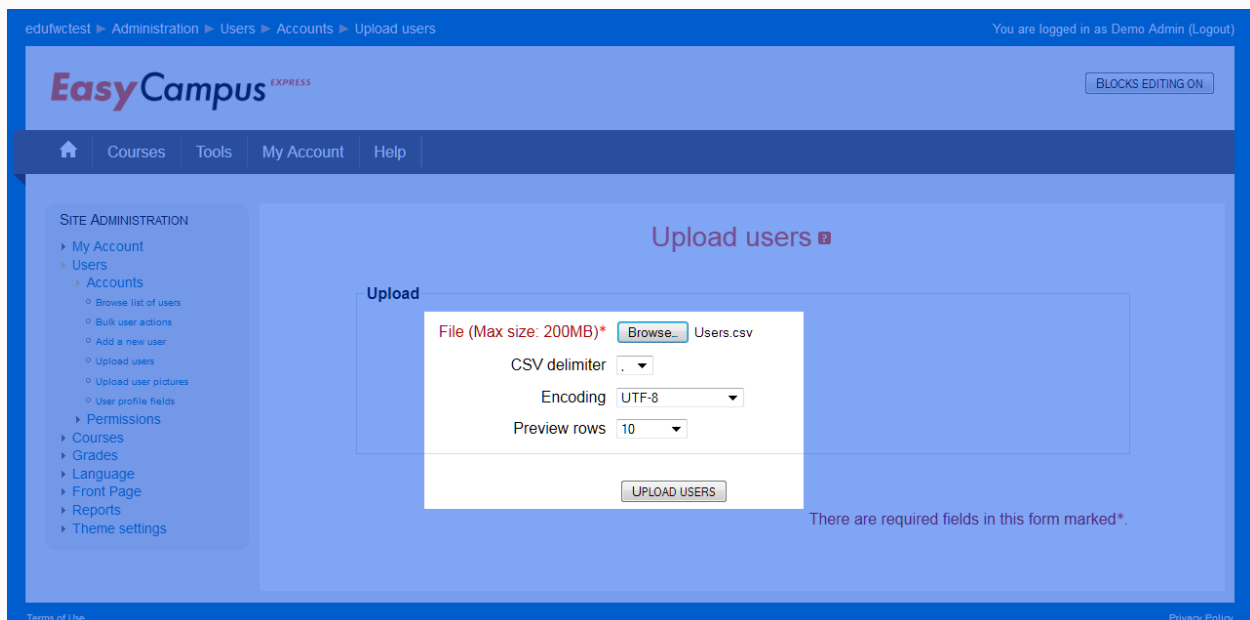 edufwctest ► Administration ► Users ► Accounts ► Upload users
You are logged in as Demo Admin (Logout)
EasyCampus EXPRESS
BLOCKS EDITING ON
Courses Tools My Account Help
SITE ADMINISTRATION
My Account
Users
Accounts
Browse list of users
Bulk user actions
Add a new user
Upload users
Upload user pictures
User profile fields
Permissions
Courses
Grades
Language
Front Page
Reports
Theme settings
Upload users ?
Upload
File (Max size: 200MB)* Browse... Users.csv
CSV delimiter ,
Encoding UTF-8
Preview rows 10
UPLOAD USERS
There are required fields in this form marked*.
Terms of Use
Privacy Policy